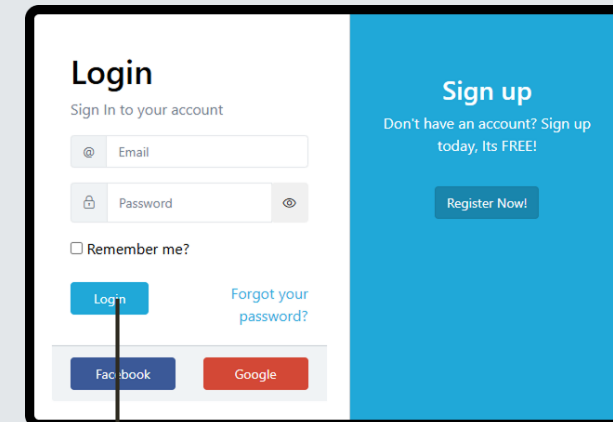 Login
Sign In to your account
@ Email
Password
Remember me?
Login
Forgot your
password?
Facebook
Google
Sign up
Don't have an account? Sign up
today, Its FREE!
Register Now!